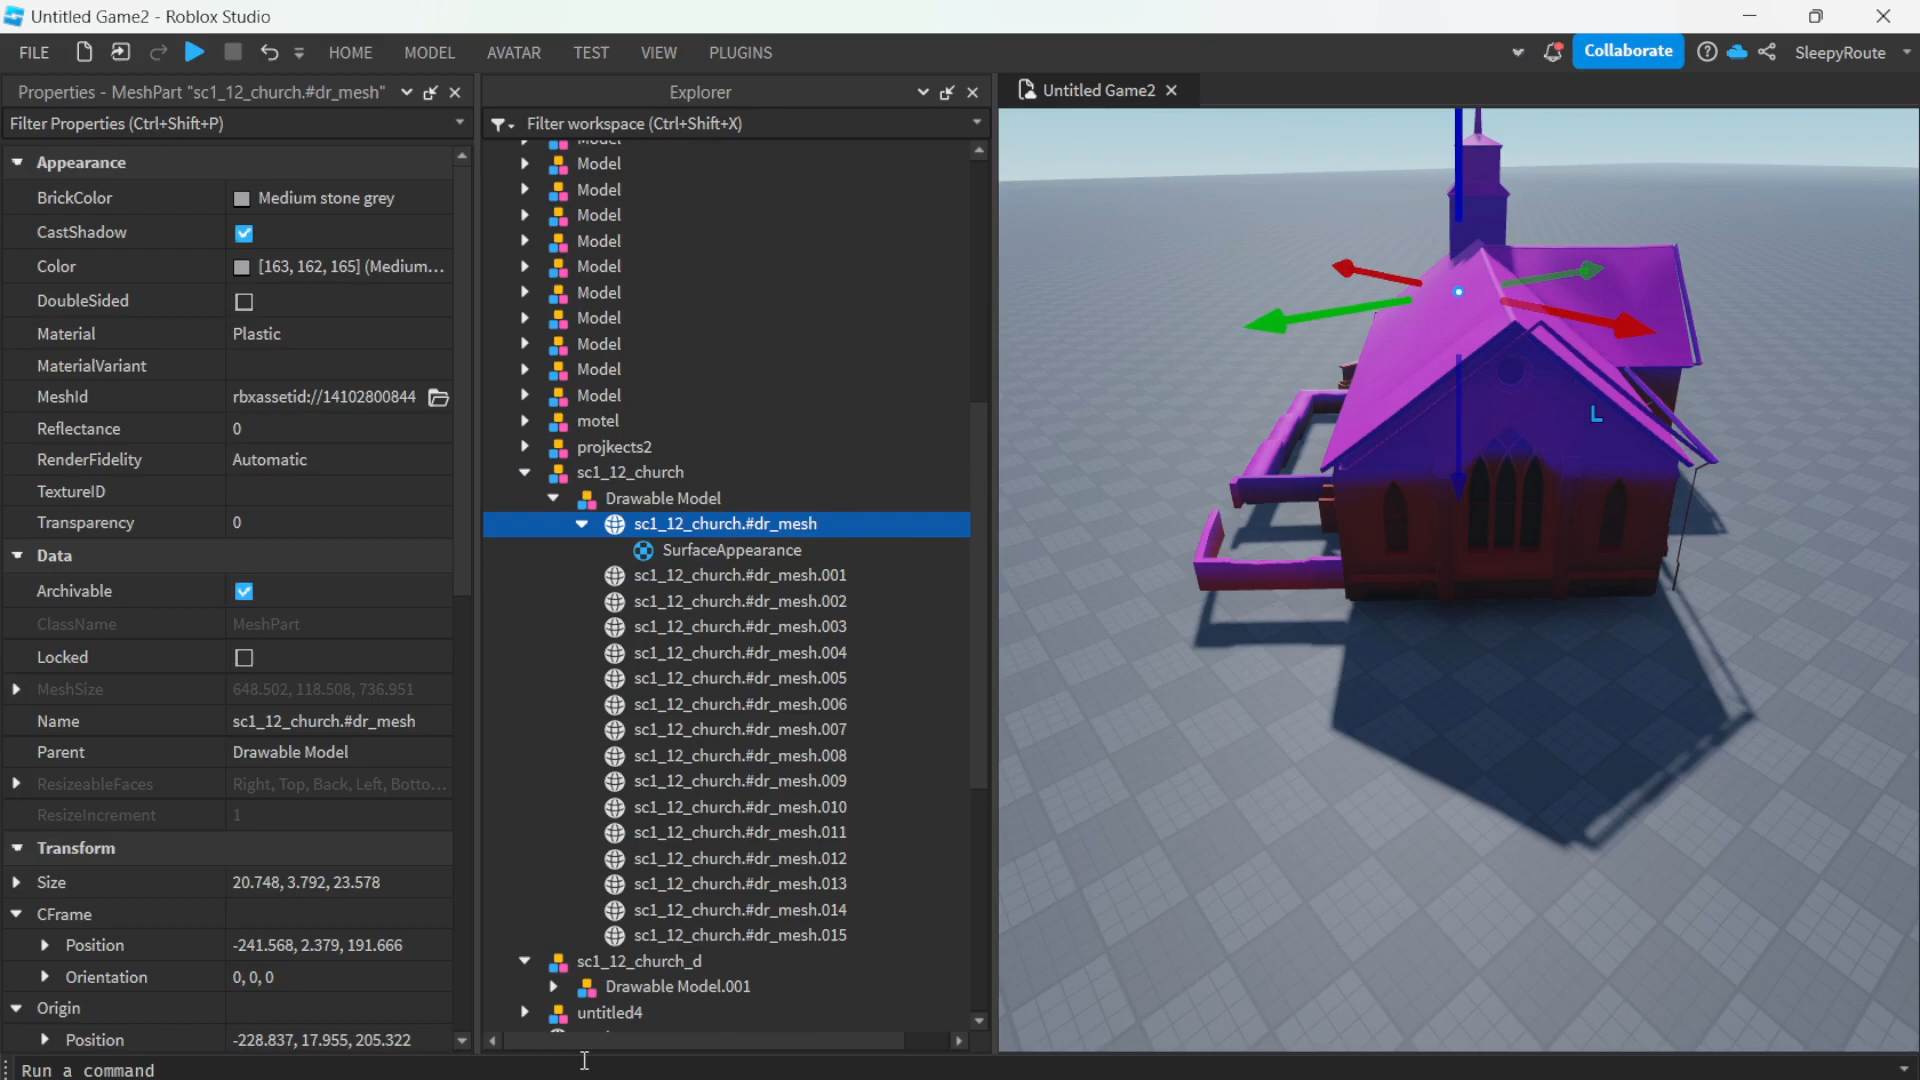 Untitled Game2 - Roblox Studio
FILE HOME MODEL AVATAR TEST VIEW PLUGINS Collaborate SleepyRoute
Properties - MeshPart "sc1_12_church.#dr_mesh"
Filter Properties (Ctrl+Shift+P)
Appearance
BrickColor Medium stone grey
CastShadow
Color [163, 162, 165] (Medium...
DoubleSided
Material Plastic
MaterialVariant
MeshId rbxassetid://14102800844
Reflectance 0
RenderFidelity Automatic
TextureID
Transparency 0
Data
Archivable
ClassName MeshPart
Locked
MeshSize 648.502, 118.508, 736.951
Name sc1_12_church.#dr_mesh
Parent Drawable Model
ResizeableFaces Right, Top, Back, Left, Botto...
ResizeIncrement 1
Transform
Size 20.748, 3.792, 23.578
CFrame
Position -241.568, 2.379, 191.666
Orientation 0, 0, 0
Origin
Position -228.837, 17.955, 205.322
Explorer
Filter workspace (Ctrl+Shift+X)
Model
Model
Model
Model
Model
Model
Model
Model
Model
Model
Model
motel
projkects2
sc1_12_church
Drawable Model
sc1_12_church.#dr_mesh
SurfaceAppearance
sc1_12_church.#dr_mesh.001
sc1_12_church.#dr_mesh.002
sc1_12_church.#dr_mesh.003
sc1_12_church.#dr_mesh.004
sc1_12_church.#dr_mesh.005
sc1_12_church.#dr_mesh.006
sc1_12_church.#dr_mesh.007
sc1_12_church.#dr_mesh.008
sc1_12_church.#dr_mesh.009
sc1_12_church.#dr_mesh.010
sc1_12_church.#dr_mesh.011
sc1_12_church.#dr_mesh.012
sc1_12_church.#dr_mesh.013
sc1_12_church.#dr_mesh.014
sc1_12_church.#dr_mesh.015
sc1_12_church_d
Drawable Model.001
untitled4
Untitled Game2
L
Run a command